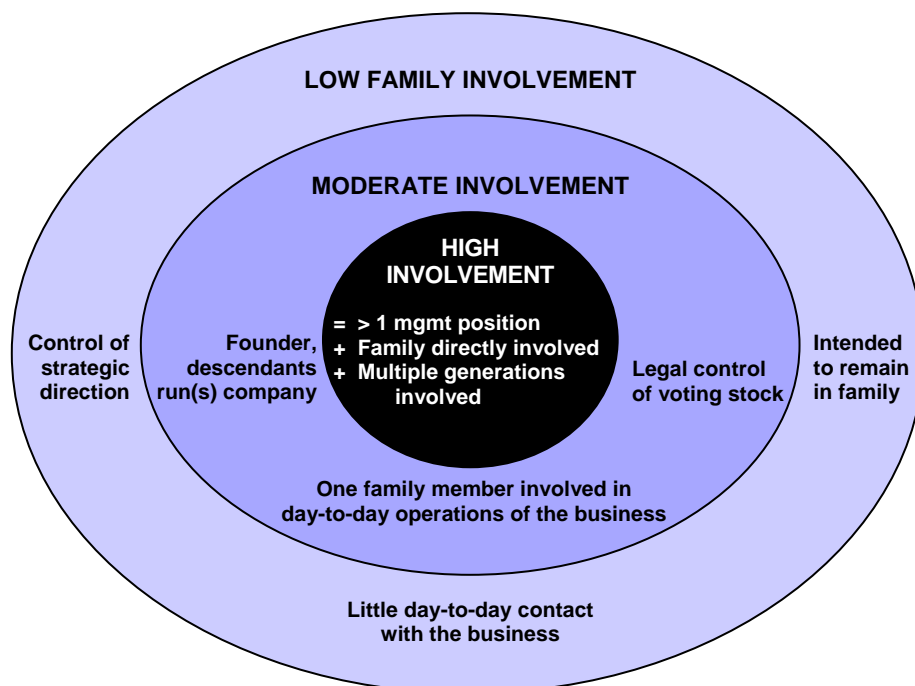 LOW FAMILY INVOLVEMENT
MODERATE INVOLVEMENT
HIGH
INVOLVEMENT
= > 1 mgmt position
+ Family directly involved
+ Multiple generations
involved
Control of
strategic
direction
Founder,
descendants
run(s) company
Legal control
of voting stock
Intended
to remain
in family
One family member involved in
day-to-day operations of the business
Little day-to-day contact
with the business